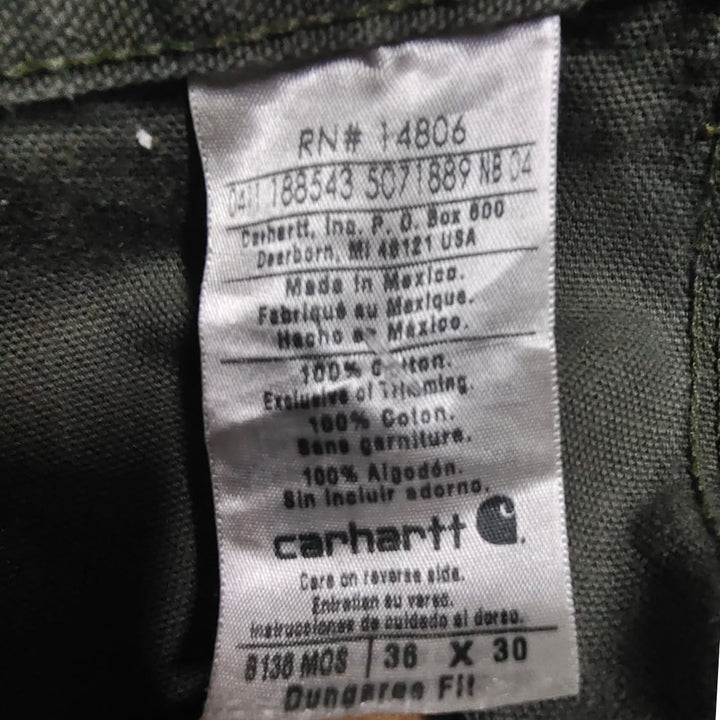 RN# 14806
0411 188543 5071889 NB 04
Carhartt, Inc. P. O. Box 600
Dearborn, MI 48121 USA
Made in Mexico.
Fabriqué au Mexique.
Hecho en México.
100% Cotton.
Exclusive of Trimming.
100% Coton.
Sans garniture.
100% Algodón.
Sin incluir adorno.
carhartt
Care on reverse side.
Entretien au verso.
Instrucciones de cuidado al dorso.
B136 MOS 36 X 30
Dungaree Fit